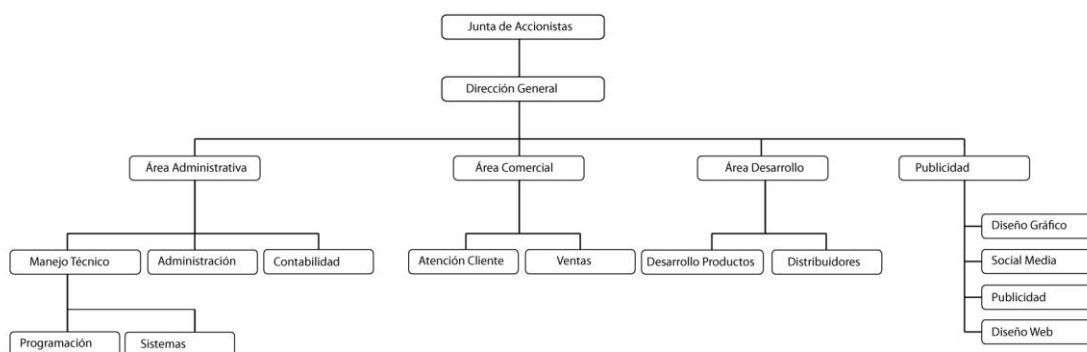 Junta de Accionistas
Dirección General
Área Administrativa
Área Comercial
Área Desarrollo
Publicidad
Manejo Técnico
Administración
Contabilidad
Atención Cliente
Ventas
Desarrollo Productos
Distribuidores
Diseño Gráfico
Social Media
Publicidad
Diseño Web
Programación
Sistemas